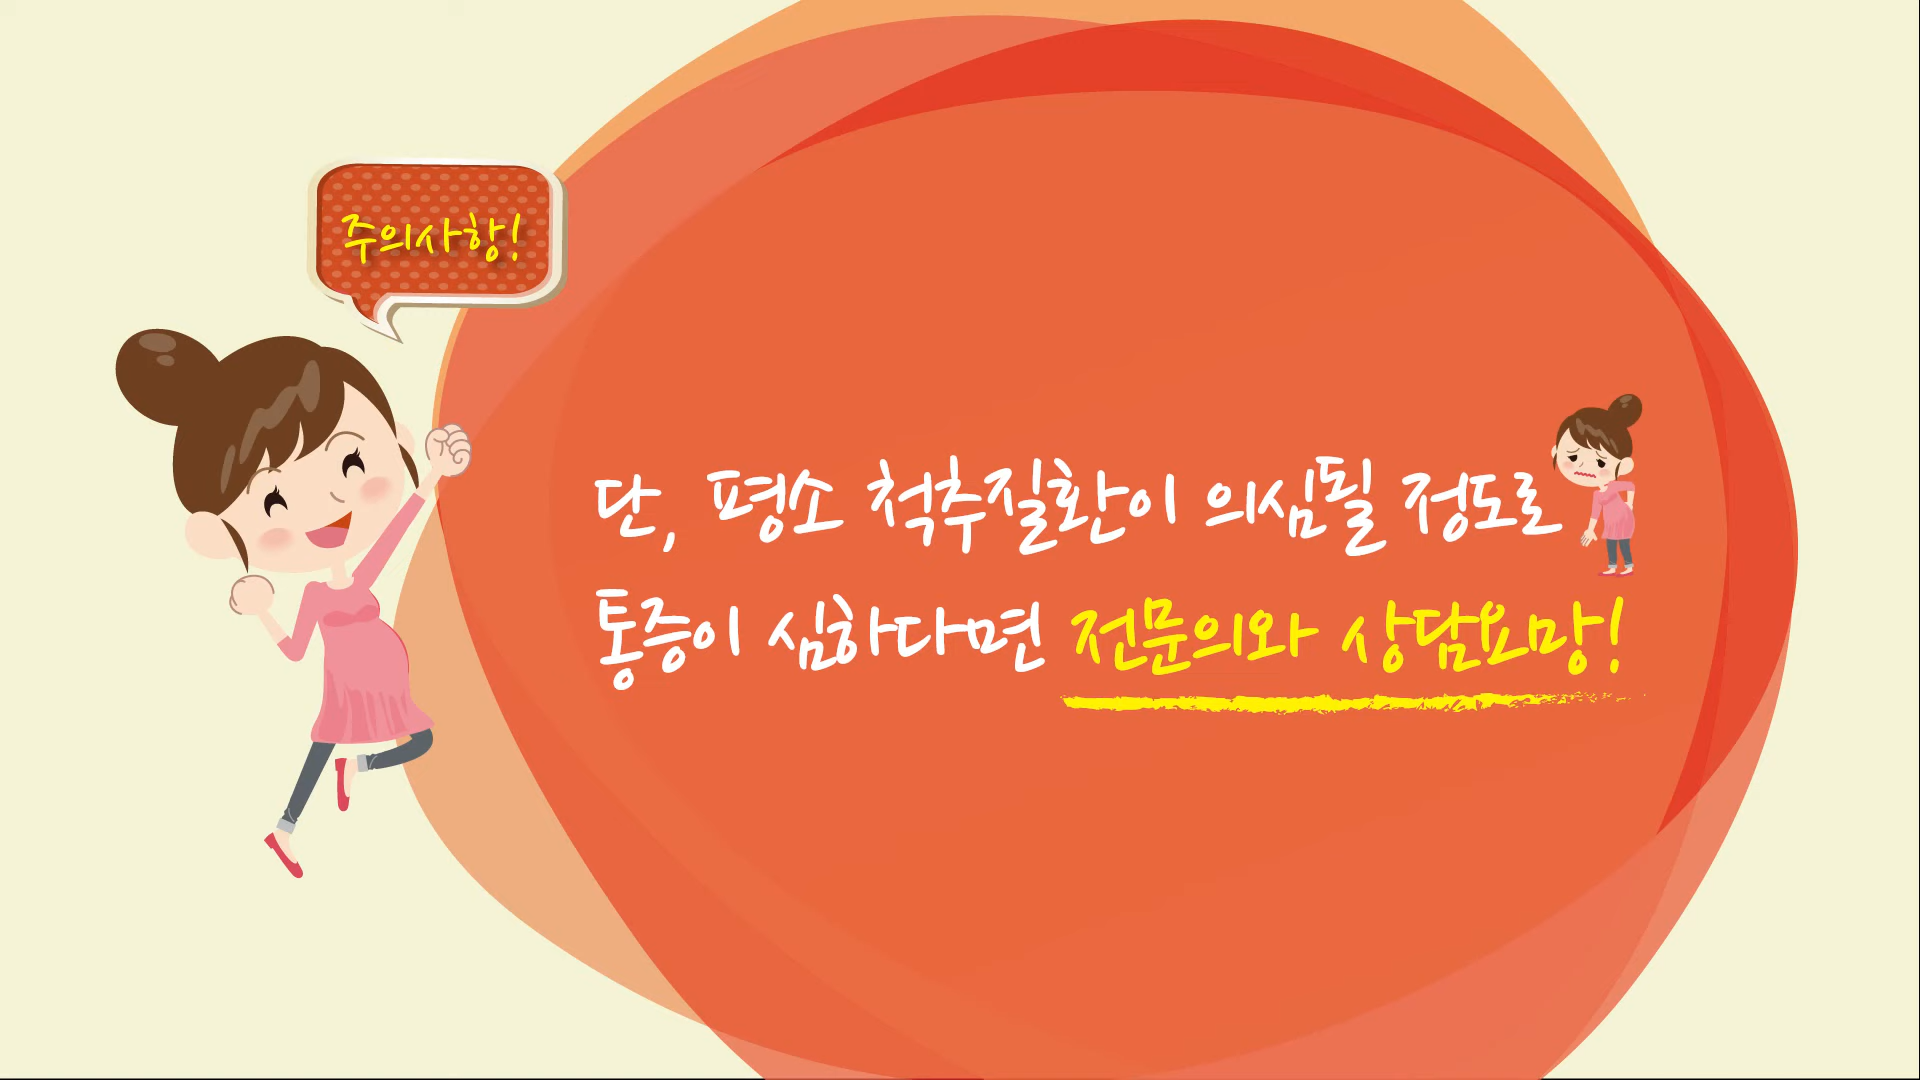 주의사항!
단, 평소 척추질환이 의심될 정도로
통증이 심하다면 전문의와 상담요망!